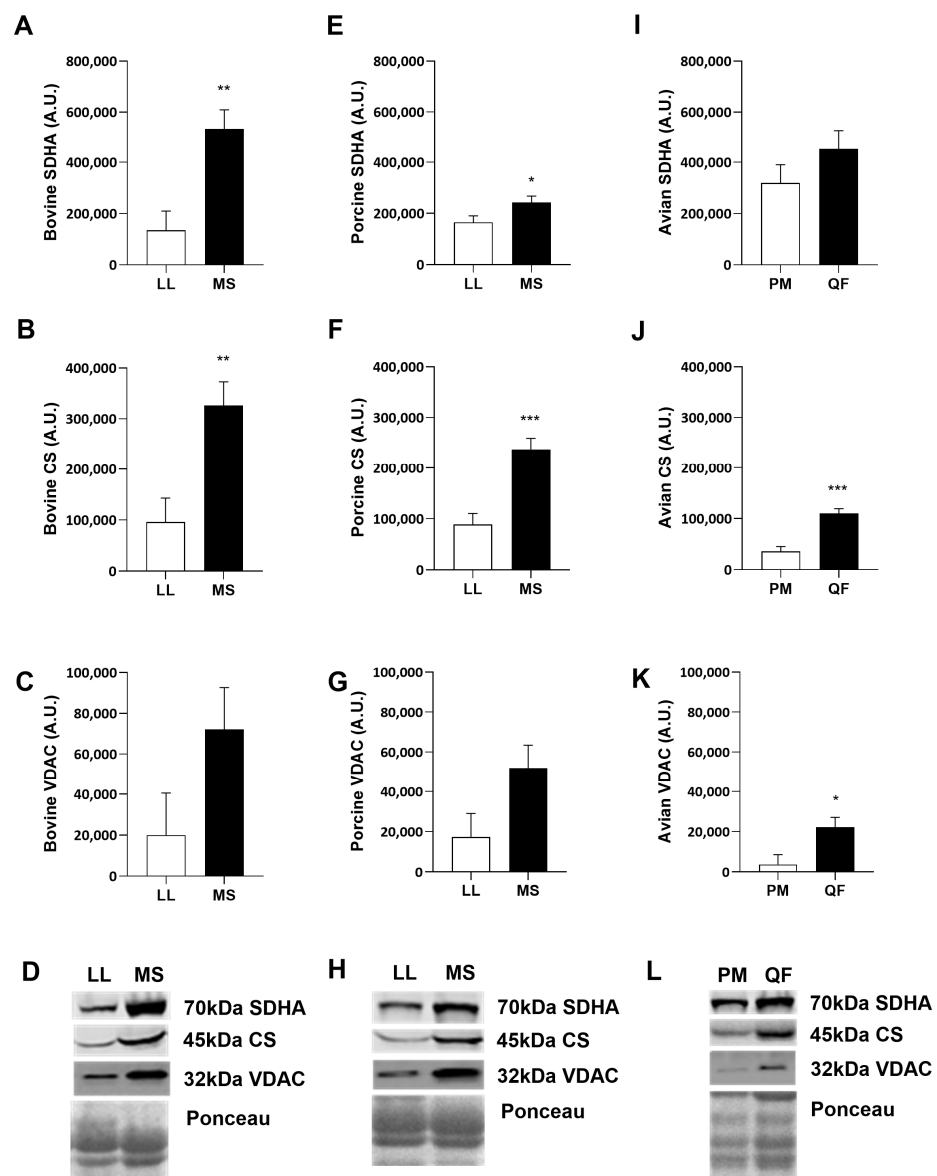 A
Bovine SDHA (A.U.)
800,000
600,000
400,000
200,000
0
**
LL MS
E
Porcine SDHA (A.U.)
800,000
600,000
400,000
200,000
0
*
LL MS
I
Avian SDHA (A.U.)
800,000
600,000
400,000
200,000
0
PM QF
B
Bovine CS (A.U.)
400,000
300,000
200,000
100,000
0
**
LL MS
F
Porcine CS (A.U.)
400,000
300,000
200,000
100,000
0
***
LL MS
J
Avian CS (A.U.)
400,000
300,000
200,000
100,000
0
***
PM QF
C
Bovine VDAC (A.U.)
100,000
80,000
60,000
40,000
20,000
0
LL MS
G
Porcine VDAC (A.U.)
100,000
80,000
60,000
40,000
20,000
0
LL MS
K
Avian VDAC (A.U.)
100,000
80,000
60,000
40,000
20,000
0
*
PM QF
D
LL MS
70kDa SDHA
45kDa CS
32kDa VDAC
Ponceau
H
LL MS
70kDa SDHA
45kDa CS
32kDa VDAC
Ponceau
L
PM QF
70kDa SDHA
45kDa CS
32kDa VDAC
Ponceau